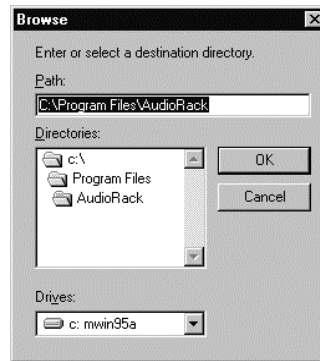 Browse
Enter or select a destination directory.
Path:
C:\Program Files\AudioRack
Directories:
c:\
Program Files
AudioRack
OK
Cancel
Drives:
c: mwin95a